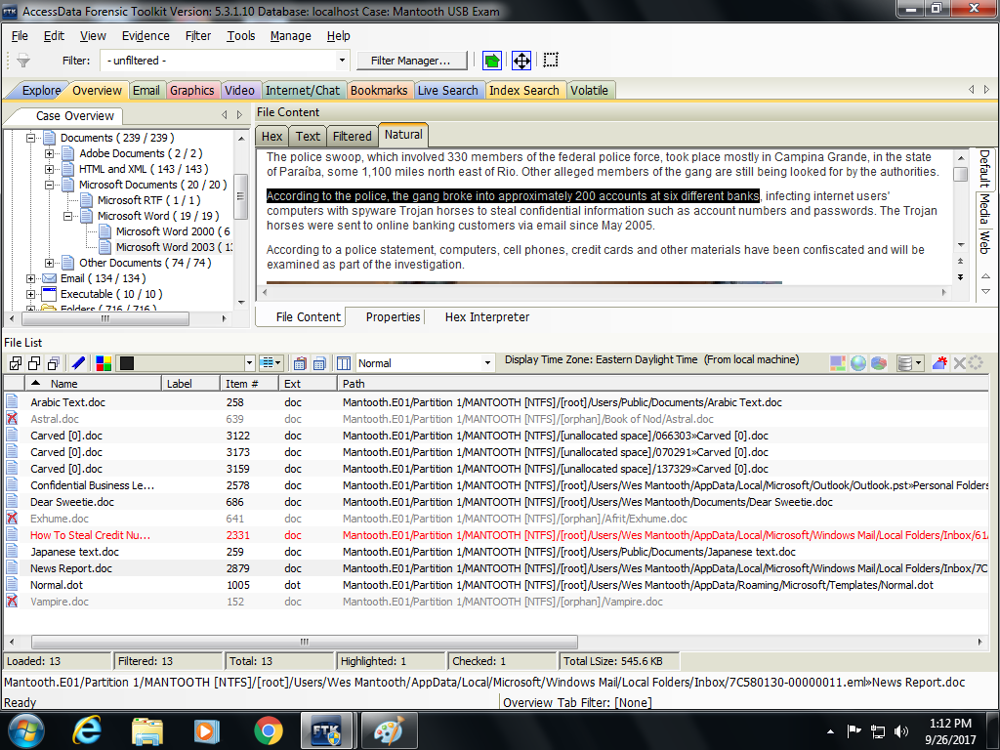 AccessData Forensic Toolkit Version: 5.3.1.10 Database: localhost Case: Mantooth USB Exam
File Edit View Evidence Filter Tools Manage Help
Filter: - unfiltered - Filter Manager...
Explore Overview Email Graphics Video Internet/Chat Bookmarks Live Search Index Search Volatile
Case Overview
Documents ( 239 / 239 )
Adobe Documents ( 2 / 2 )
HTML and XML ( 143 / 143 )
Microsoft Documents ( 20 / 20 )
Microsoft RTF ( 1 / 1 )
Microsoft Word ( 19 / 19 )
Microsoft Word 2000 ( 6
Microsoft Word 2003 ( 13
Other Documents ( 74 / 74 )
Email ( 134 / 134 )
Executable ( 10 / 10 )
Folders ( 716 / 716 )
File Content
Hex Text Filtered Natural
The police swoop, which involved 330 members of the federal police force, took place mostly in Campina Grande, in the state
of Paraíba, some 1,100 miles north east of Rio. Other alleged members of the gang are still being looked for by the authorities.
According to the police, the gang broke into approximately 200 accounts at six different banks, infecting internet users'
computers with spyware Trojan horses to steal confidential information such as account numbers and passwords. The Trojan
horses were sent to online banking customers via email since May 2005.
According to a police statement, computers, cell phones, credit cards and other materials have been confiscated and will be
examined as part of the investigation.
Default
Media
Web
File Content Properties Hex Interpreter
File List
Normal Display Time Zone: Eastern Daylight Time (From local machine)
Name Label Item # Ext Path
Arabic Text.doc 258 doc Mantooth.E01/Partition 1/MANTOOTH [NTFS]/[root]/Users/Public/Documents/Arabic Text.doc
Astral.doc 639 doc Mantooth.E01/Partition 1/MANTOOTH [NTFS]/[orphan]/Book of Nod/Astral.doc
Carved [0].doc 3122 doc Mantooth.E01/Partition 1/MANTOOTH [NTFS]/[unallocated space]/066303»Carved [0].doc
Carved [0].doc 3173 doc Mantooth.E01/Partition 1/MANTOOTH [NTFS]/[unallocated space]/070291»Carved [0].doc
Carved [0].doc 3159 doc Mantooth.E01/Partition 1/MANTOOTH [NTFS]/[unallocated space]/137329»Carved [0].doc
Confidential Business Le... 2578 doc Mantooth.E01/Partition 1/MANTOOTH [NTFS]/[root]/Users/Wes Mantooth/AppData/Local/Microsoft/Outlook/Outlook.pst»Personal Folders
Dear Sweetie.doc 686 doc Mantooth.E01/Partition 1/MANTOOTH [NTFS]/[root]/Users/Wes Mantooth/Documents/Dear Sweetie.doc
Exhume.doc 641 doc Mantooth.E01/Partition 1/MANTOOTH [NTFS]/[orphan]/Afrit/Exhume.doc
How To Steal Credit Nu... 2331 doc Mantooth.E01/Partition 1/MANTOOTH [NTFS]/[root]/Users/Wes Mantooth/AppData/Local/Microsoft/Windows Mail/Local Folders/Inbox/61
Japanese text.doc 259 doc Mantooth.E01/Partition 1/MANTOOTH [NTFS]/[root]/Users/Public/Documents/Japanese text.doc
News Report.doc 2879 doc Mantooth.E01/Partition 1/MANTOOTH [NTFS]/[root]/Users/Wes Mantooth/AppData/Local/Microsoft/Windows Mail/Local Folders/Inbox/7C
Normal.dot 1005 dot Mantooth.E01/Partition 1/MANTOOTH [NTFS]/[root]/Users/Wes Mantooth/AppData/Roaming/Microsoft/Templates/Normal.dot
Vampire.doc 152 doc Mantooth.E01/Partition 1/MANTOOTH [NTFS]/[orphan]/Vampire.doc
Loaded: 13 Filtered: 13 Total: 13 Highlighted: 1 Checked: 1 Total LSize: 545.6 KB
Mantooth.E01/Partition 1/MANTOOTH [NTFS]/[root]/Users/Wes Mantooth/AppData/Local/Microsoft/Windows Mail/Local Folders/Inbox/7C580130-00000011.eml»News Report.doc
Ready Overview Tab Filter: [None]
FTK 1:12 PM
9/26/2017